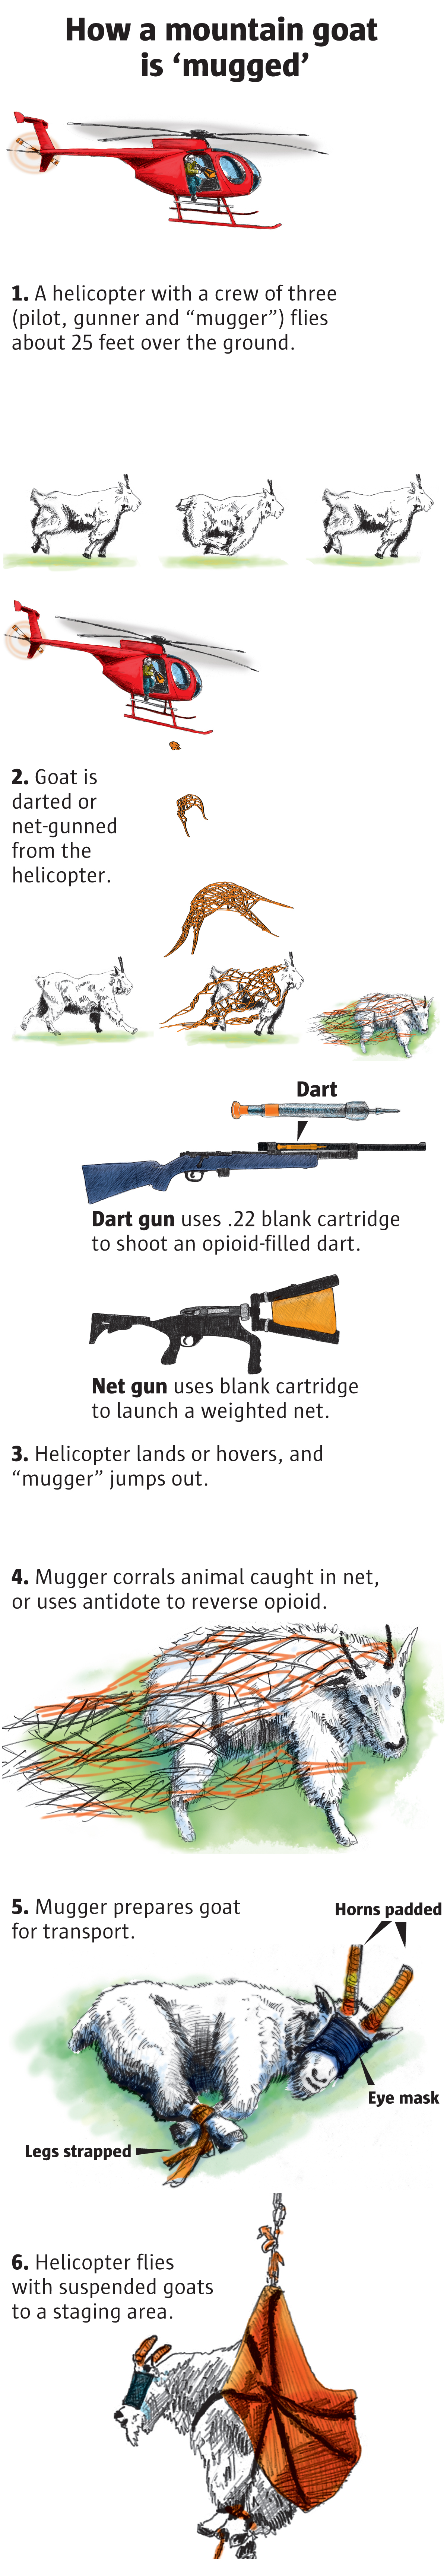 How a mountain goat
is ‘mugged’
1. A helicopter with a crew of three
(pilot, gunner and “mugger”) flies
about 25 feet over the ground.
2. Goat is
darted or
net-gunned
from the
helicopter.
Dart
Dart gun uses .22 blank cartridge
to shoot an opioid-filled dart.
Net gun uses blank cartridge
to launch a weighted net.
3. Helicopter lands or hovers, and
“mugger” jumps out.
4. Mugger corrals animal caught in net,
or uses antidote to reverse opioid.
5. Mugger prepares goat
for transport.
Horns padded
Eye mask
Legs strapped
6. Helicopter flies
with suspended goats
to a staging area.